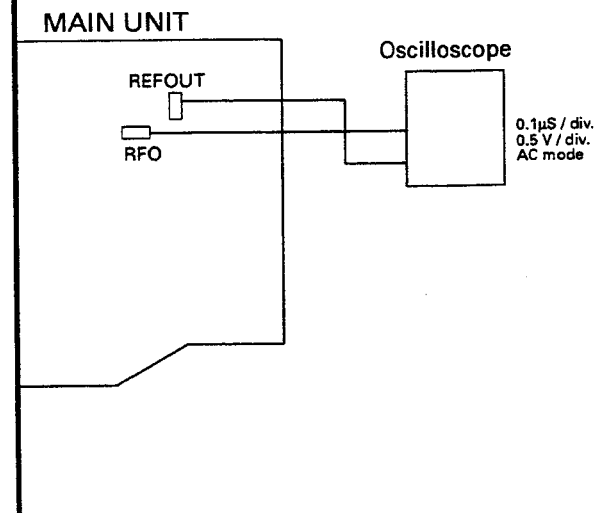 MAIN UNIT
Oscilloscope
REFOUT
RFO
0.1µS / div.
0.5 V / div.
AC mode